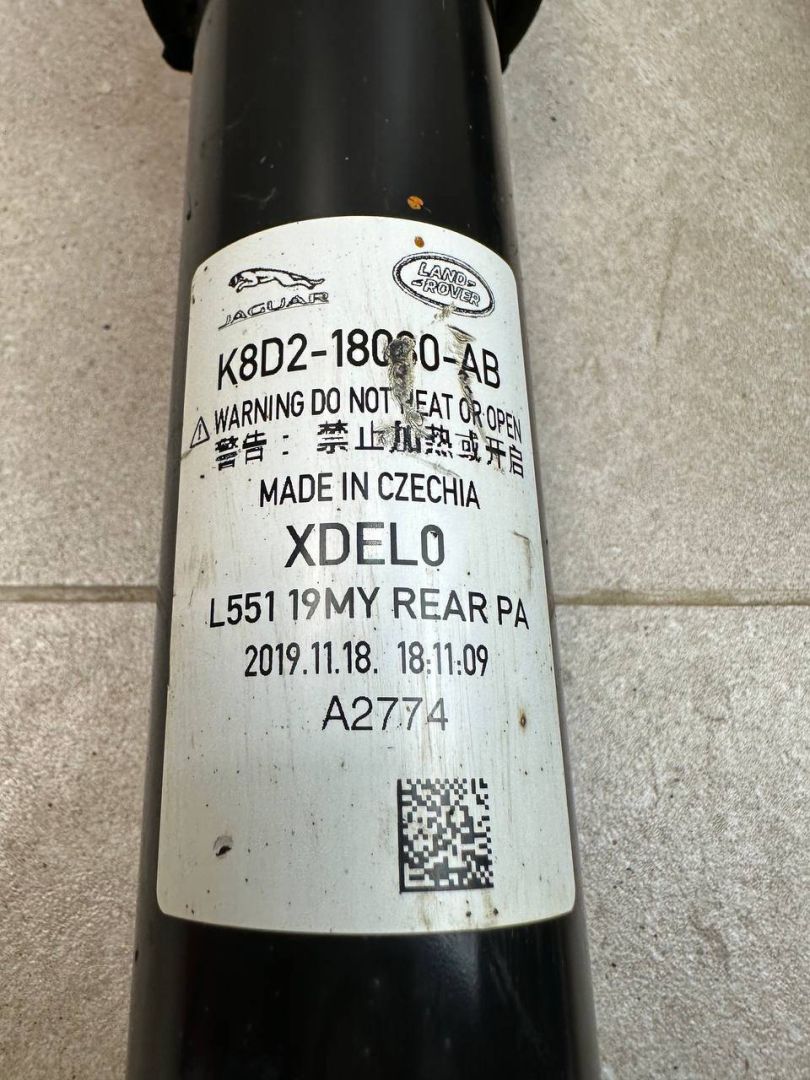 JAGUAR
LAND
ROVER
WARNING DO NOT HEAT OR OPEN
警告：禁止加热或开启
MADE IN CZECHIA
XDEL0
L551 19MY REAR PA
2019.11.18. 18:11:09
A2774